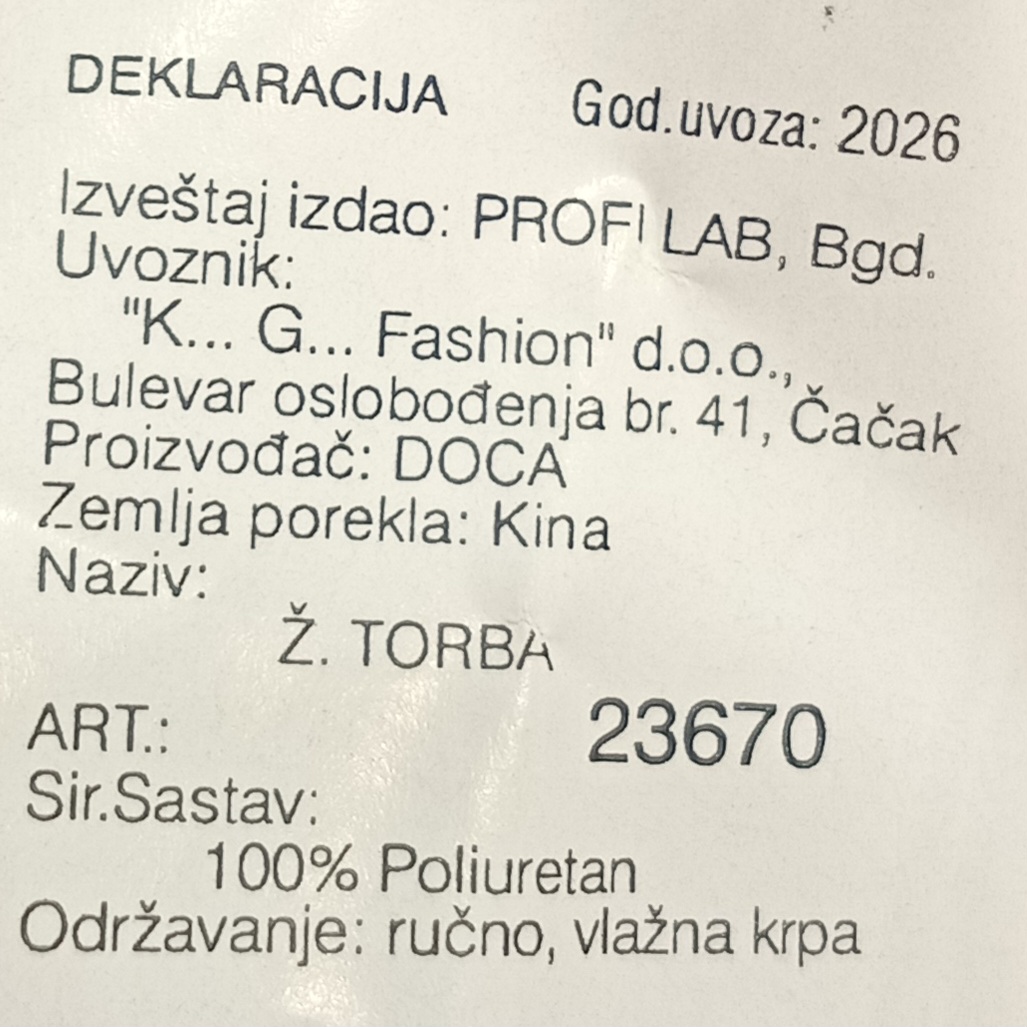 DEKLARACIJA God.uvoza: 2026
Izveštaj izdao: PROFI LAB, Bgd.
Uvoznik:
"K... G... Fashion" d.o.o.,
Bulevar oslobođenja br. 41, Čačak
Proizvođač: DOCA
Zemlja porekla: Kina
Naziv:
Ž. TORBA
ART.: 23670
Sir.Sastav:
100% Poliuretan
Održavanje: ručno, vlažna krpa